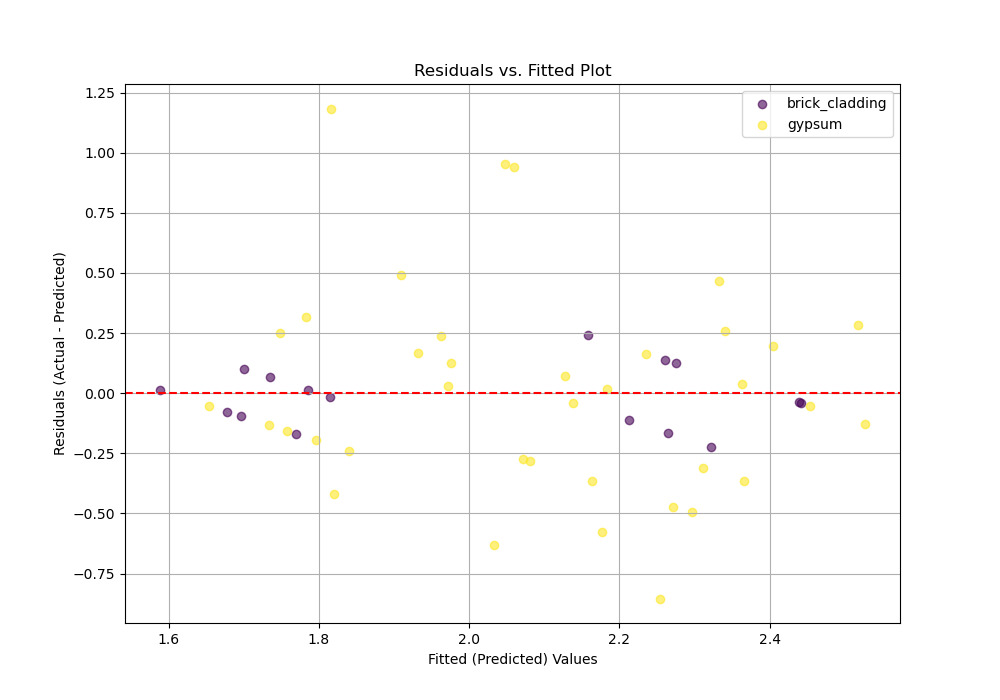 Residuals vs. Fitted Plot
brick_cladding
gypsum
1.25
1.00
0.75
0.50
0.25
0.00
−0.25
−0.50
−0.75
Residuals (Actual - Predicted)
1.6 1.8 2.0 2.2 2.4
Fitted (Predicted) Values